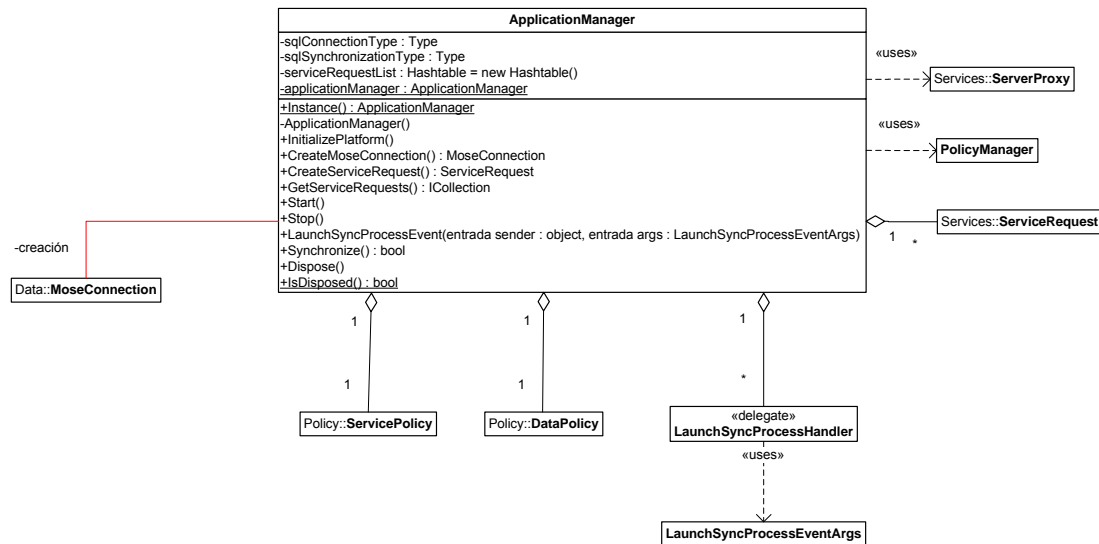 ApplicationManager
-sqlConnectionType : Type
-sqlSynchronizationType : Type
-serviceRequestList : Hashtable = new Hashtable()
-applicationManager : ApplicationManager
+Instance() : ApplicationManager
-ApplicationManager()
+InitializePlatform()
+CreateMoseConnection() : MoseConnection
+CreateServiceRequest() : ServiceRequest
+GetServiceRequests() : ICollection
+Start()
+Stop()
+LaunchSyncProcessEvent(entrada sender : object, entrada args : LaunchSyncProcessEventArgs)
+Synchronize() : bool
+Dispose()
+IsDisposed() : bool
«uses»
Services::ServerProxy
«uses»
PolicyManager
Services::ServiceRequest
1
*
-creación
Data::MoseConnection
1
1
Policy::ServicePolicy
1
1
Policy::DataPolicy
1
*
«delegate»
LaunchSyncProcessHandler
«uses»
LaunchSyncProcessEventArgs